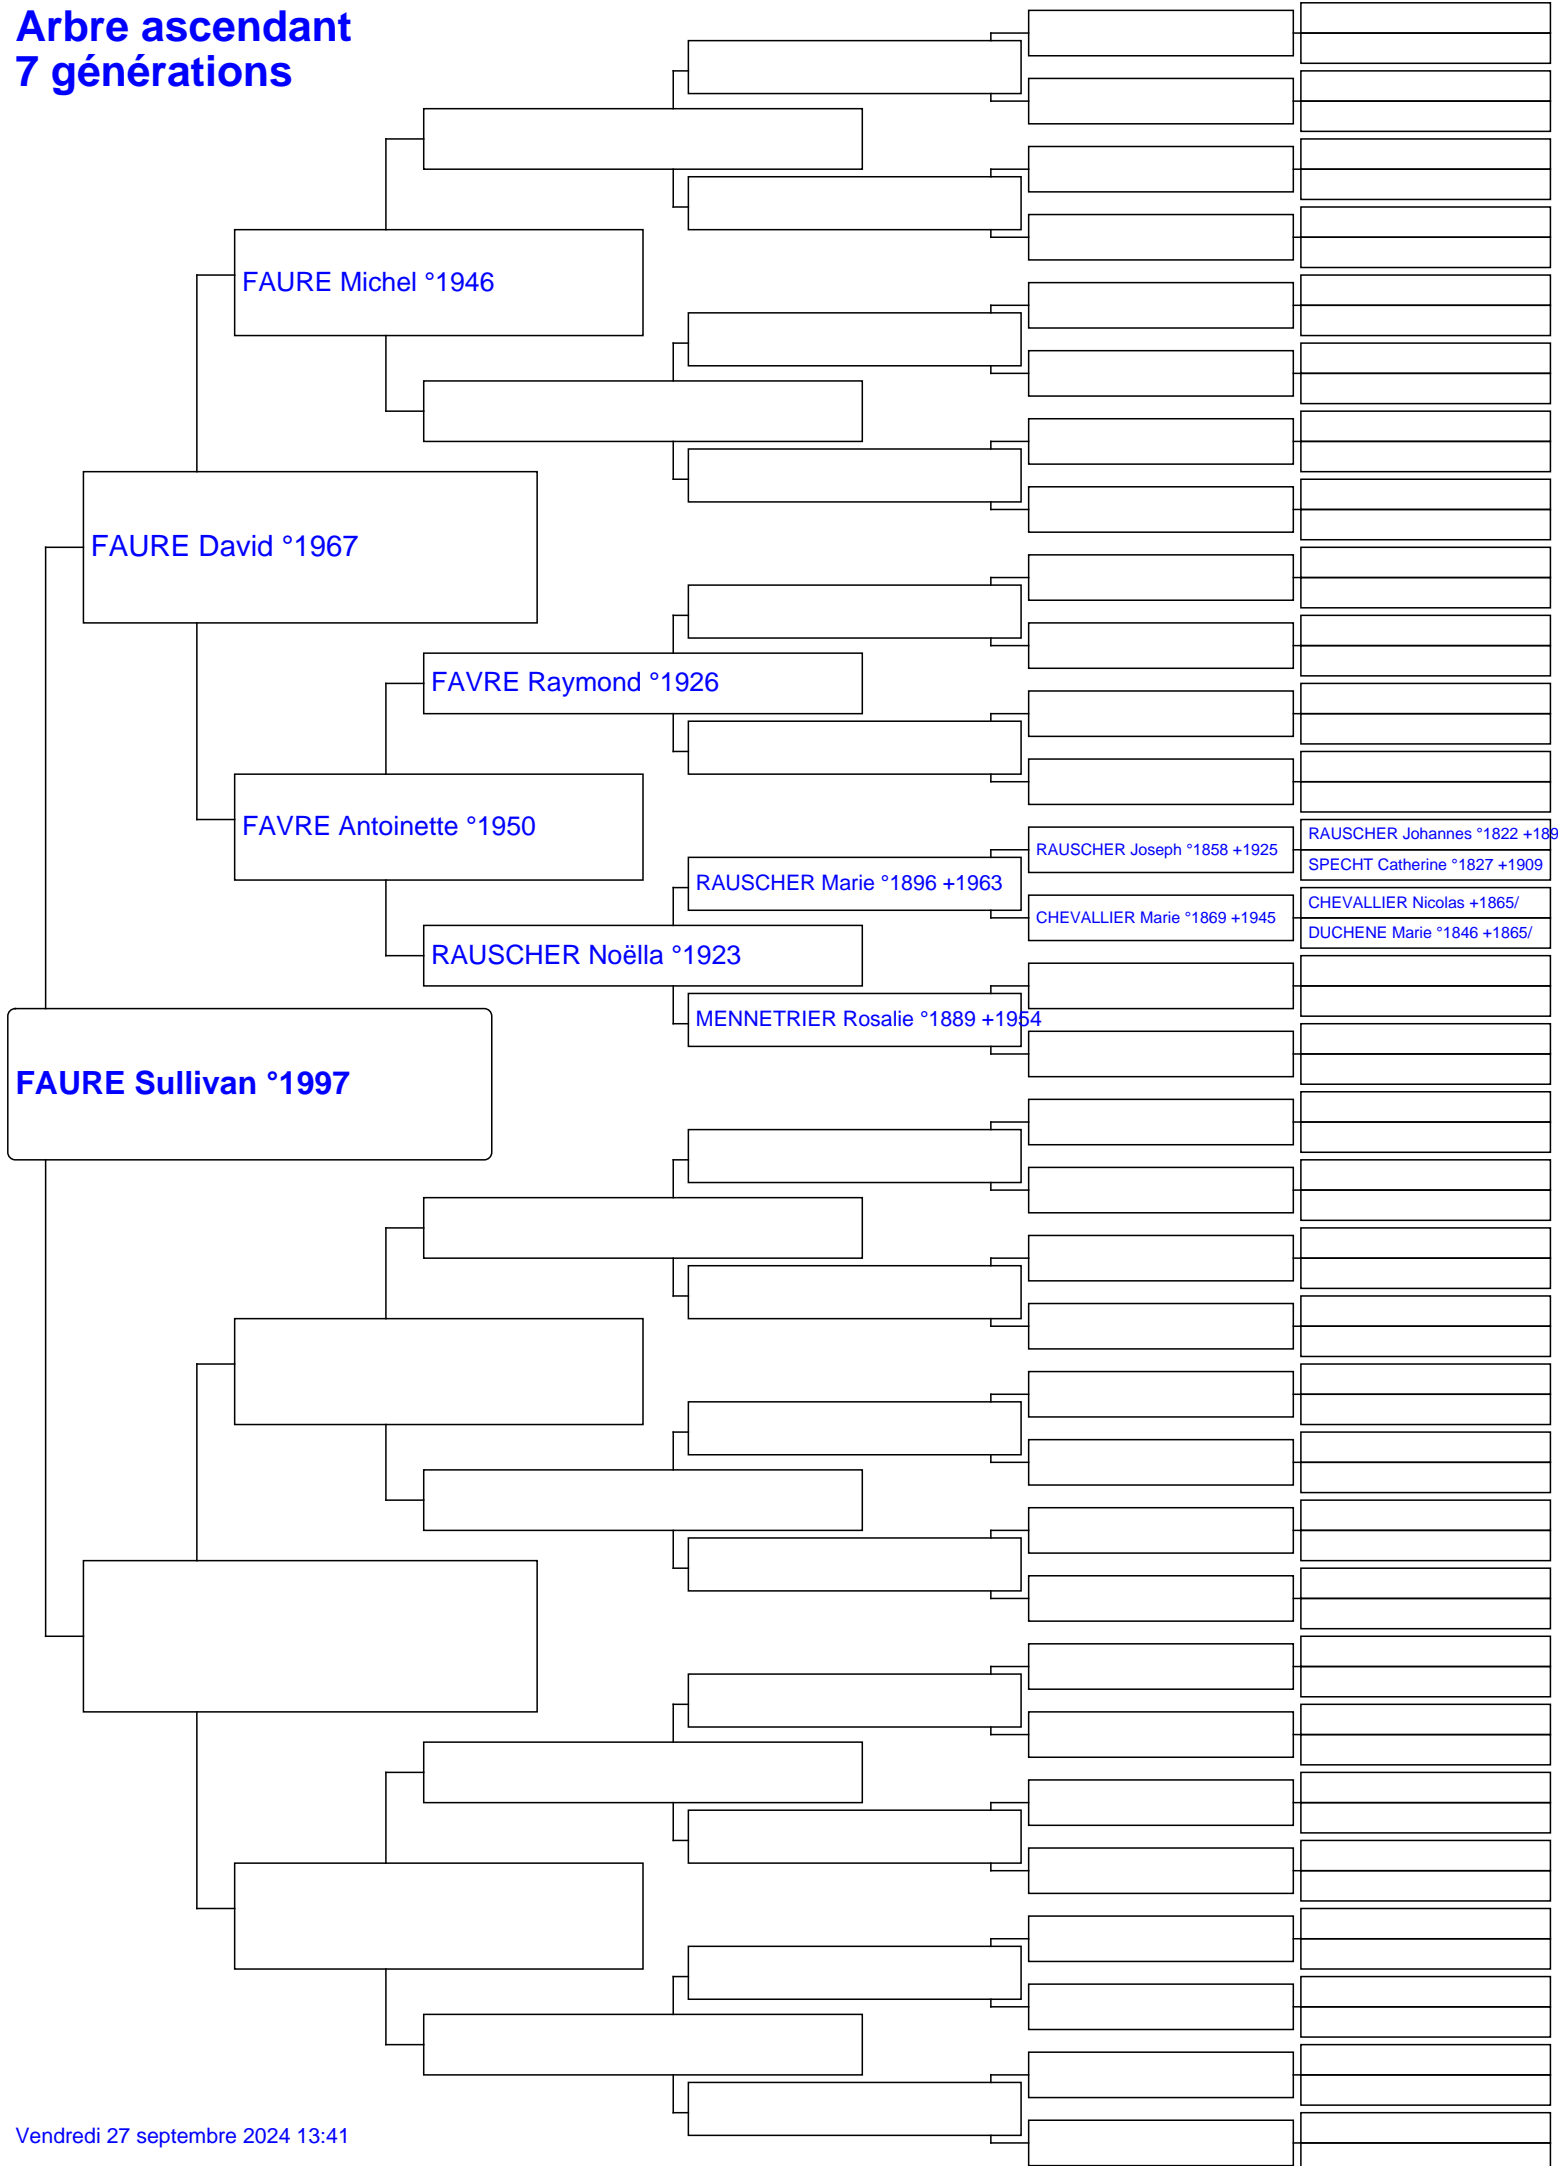 Arbre ascendant
7 générations
FAURE Michel °1946
FAURE David °1967
FAVRE Raymond °1926
FAVRE Antoinette °1950
RAUSCHER Joseph °1858 +1925
RAUSCHER Johannes °1822 +189
SPECHT Catherine °1827 +1909
RAUSCHER Marie °1896 +1963
CHEVALLIER Marie °1869 +1945
CHEVALLIER Nicolas +1865/
DUCHENE Marie °1846 +1865/
RAUSCHER Noëlla °1923
MENNETRIER Rosalie °1889 +1954
FAURE Sullivan °1997
Vendredi 27 septembre 2024 13:41